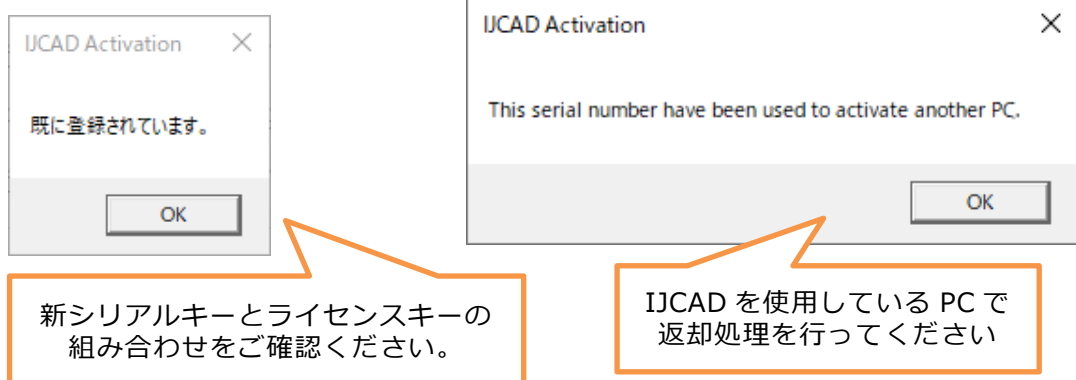 IJCAD Activation
既に登録されています。
OK
新シリアルキーとライセンスキーの
組み合わせをご確認ください。
IJCAD Activation
This serial number have been used to activate another PC.
OK
IJCAD を使用している PC で
返却処理を行ってください